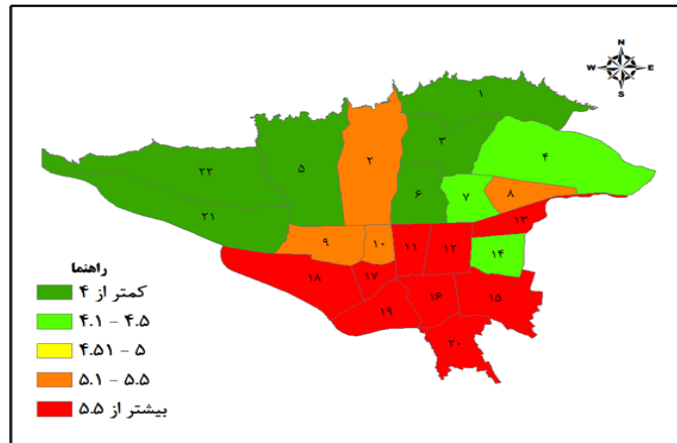 N
W E
S
۱
۲
۳
۴
۵
۶
۷
۸
۲۲
۲۱
۱۳
۹
۱۰
۱۱
۱۲
۱۴
۱۸
۱۷
۱۶
۱۵
۱۹
۲۰
راهنما
کمتر از ۴
۴.۱ - ۴.۵
۴.۵۱ - ۵
۵.۱ - ۵.۵
بیشتر از ۵.۵